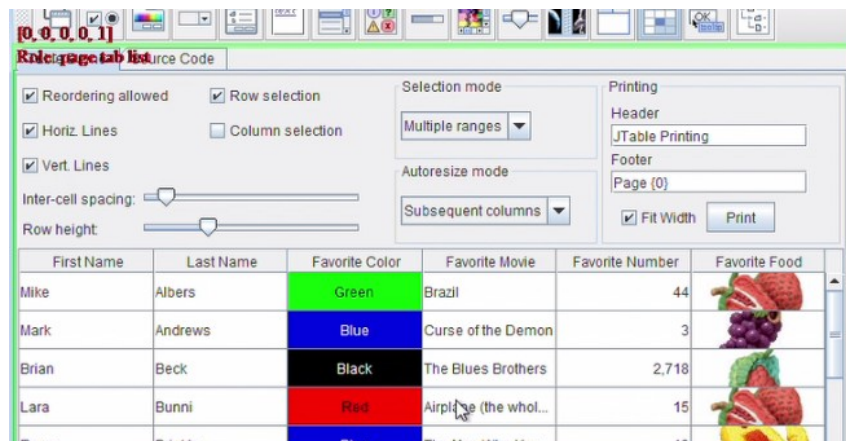 [0, 0, 0, 0, 1]
Role: page tab list
Source Code
Reordering allowed
Row selection
Horiz. Lines
Column selection
Vert. Lines
Inter-cell spacing:
Row height:
Selection mode
Multiple ranges
Autoresize mode
Subsequent columns
Printing
Header
JTable Printing
Footer
Page {0}
Fit Width Print
First Name Last Name Favorite Color Favorite Movie Favorite Number Favorite Food
Mike Albers Green Brazil 44
Mark Andrews Blue Curse of the Demon 3
Brian Beck Black The Blues Brothers 2,718
Lara Bunni Red Airplane (the whol... 15